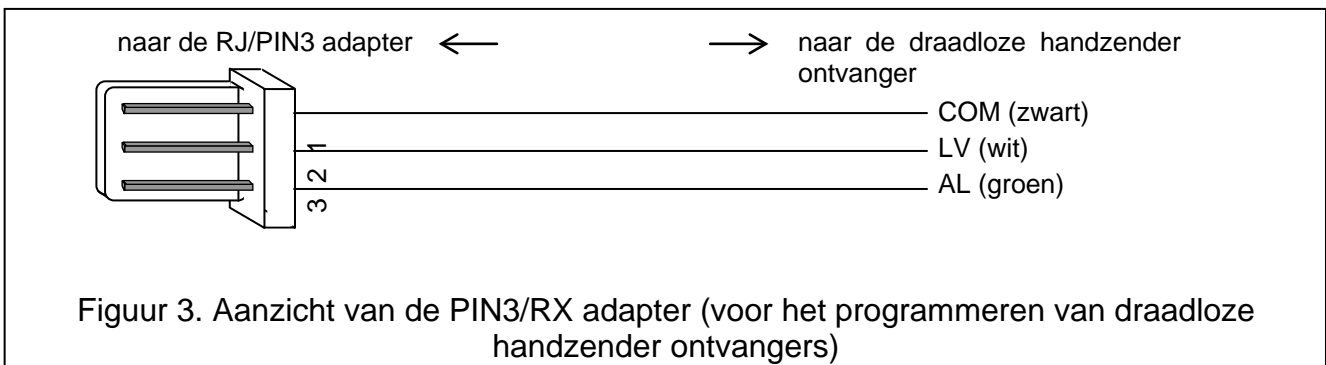 naar de RJ/PIN3 adapter
naar de draadloze handzender
ontvanger
COM (zwart)
1
LV (wit)
2
AL (groen)
3
Figuur 3. Aanzicht van de PIN3/RX adapter (voor het programmeren van draadloze
handzender ontvangers)